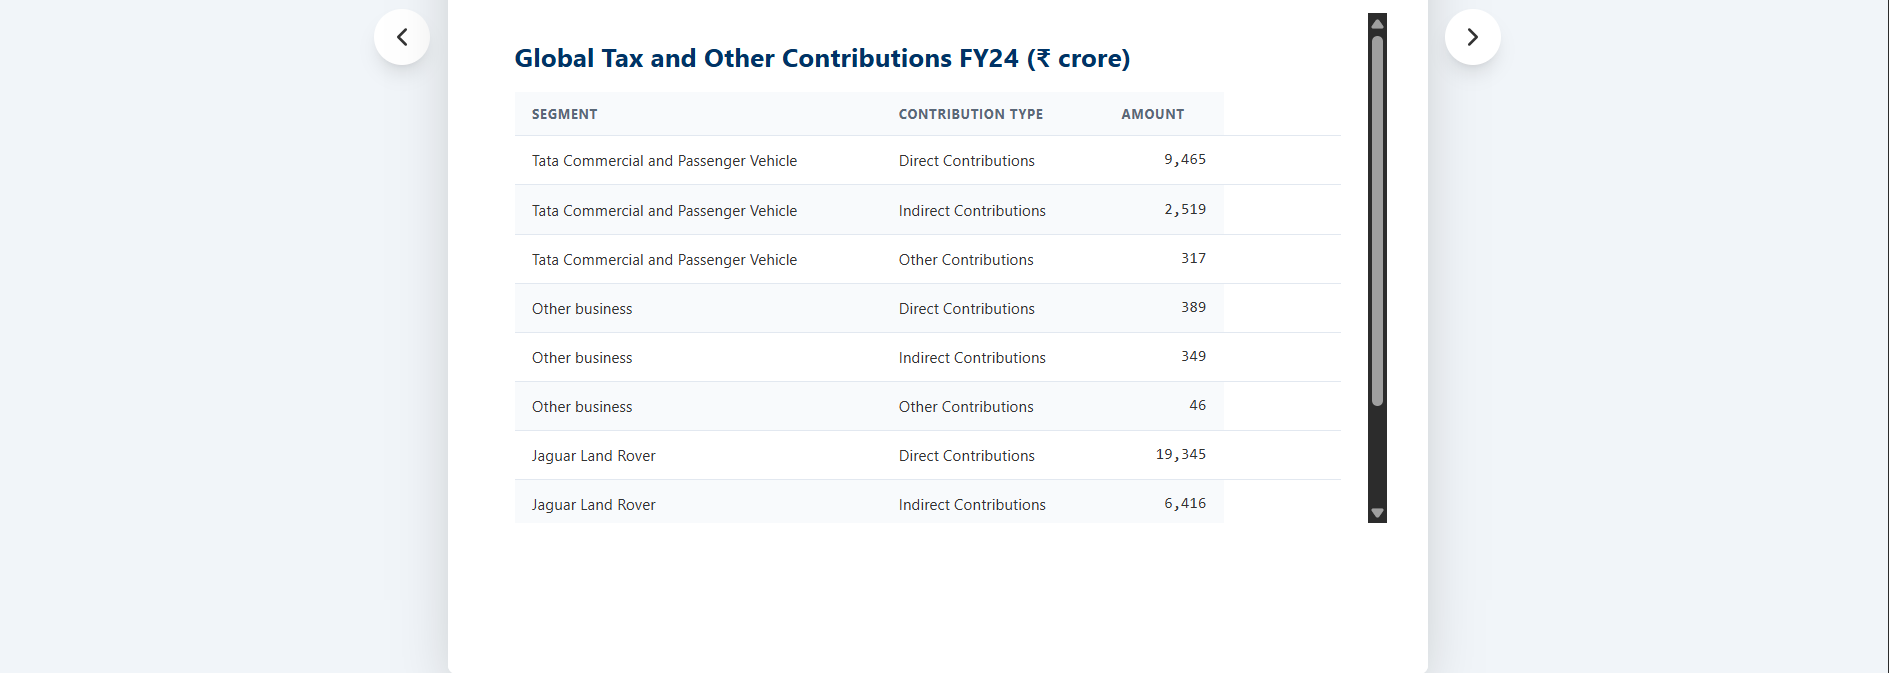 Global Tax and Other Contributions FY24 (₹ crore)
SEGMENT CONTRIBUTION TYPE AMOUNT
Tata Commercial and Passenger Vehicle Direct Contributions 9,465
Tata Commercial and Passenger Vehicle Indirect Contributions 2,519
Tata Commercial and Passenger Vehicle Other Contributions 317
Other business Direct Contributions 389
Other business Indirect Contributions 349
Other business Other Contributions 46
Jaguar Land Rover Direct Contributions 19,345
Jaguar Land Rover Indirect Contributions 6,416